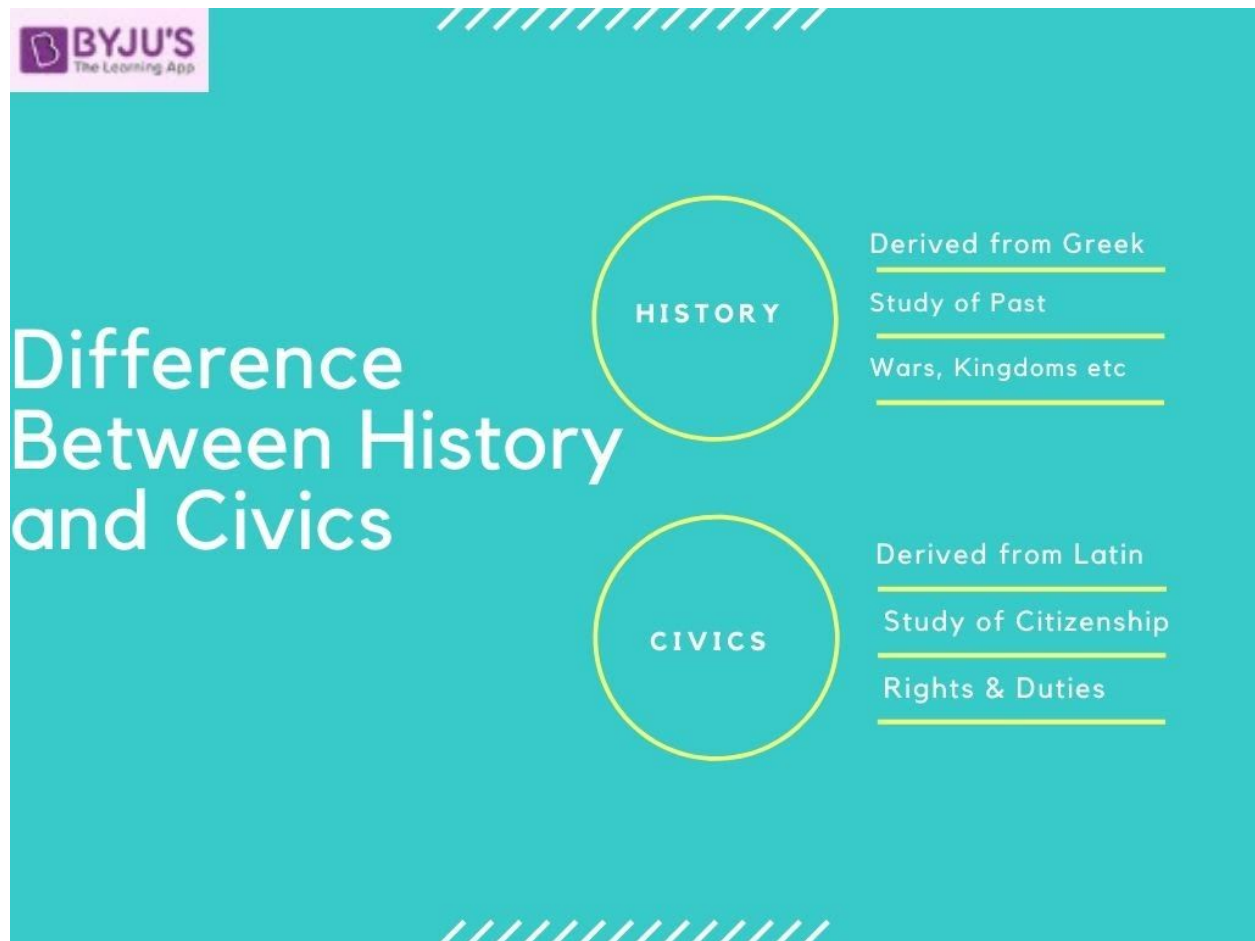 BYJU'S
The Learning App
Difference
Between History
and Civics
HISTORY
Derived from Greek
Study of Past
Wars, Kingdoms etc
CIVICS
Derived from Latin
Study of Citizenship
Rights & Duties